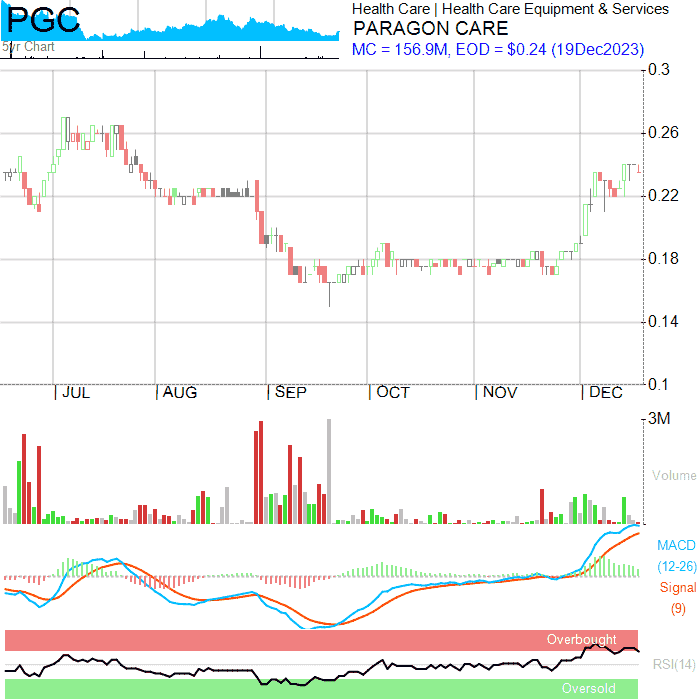 PGC
5yr Chart
Health Care | Health Care Equipment & Services
PARAGON CARE
MC = 156.9M, EOD = $0.24 (19Dec2023)
0.3
0.26
0.22
0.18
0.14
0.1
JUL AUG SEP OCT NOV DEC
3M
Volume
MACD
(12-26)
Signal
(9)
Overbought
RSI(14)
Oversold